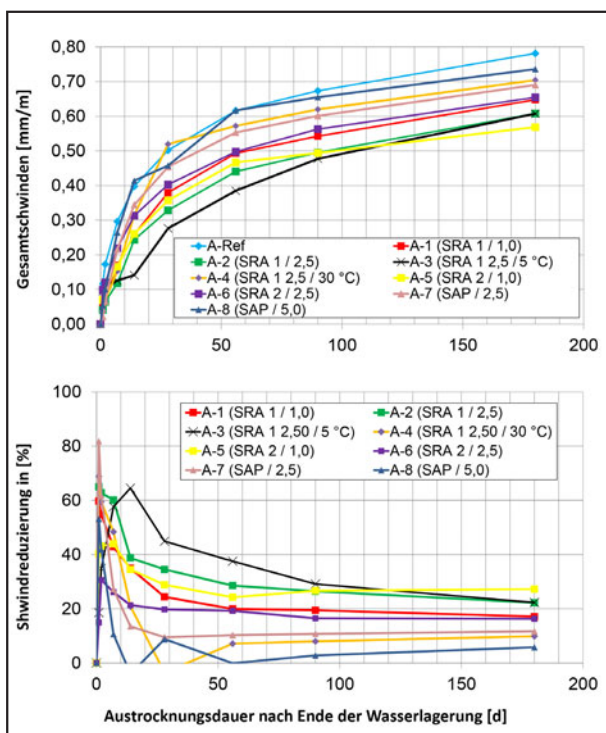 0,80
0,70
0,60
0,50
0,40
0,30
0,20
0,10
0,00
Gesamtschwinden [mm/m]
A-Ref
A-1 (SRA 1 / 1,0)
A-2 (SRA 1 / 2,5)
A-3 (SRA 1 2,5 / 5 °C)
A-4 (SRA 1 2,5/ 30 °C)
A-5 (SRA 2 / 1,0)
A-6 (SRA 2 / 2,5)
A-7 (SAP / 2,5)
A-8 (SAP / 5,0)
0 50 100 150 200
100
80
60
40
20
0
Shwindreduzierung in [%]
A-1 (SRA 1 / 1,0)
A-2 (SRA 1 / 2,5)
A-3 (SRA 1 2,50 / 5 °C)
A-4 (SRA 1 2,50 / 30 °C)
A-5 (SRA 2 / 1,0)
A-6 (SRA 2 / 2,5)
A-7 (SAP / 2,5)
A-8 (SAP / 5,0)
0 50 100 150 200
Austrocknungsdauer nach Ende der Wasserlagerung [d]